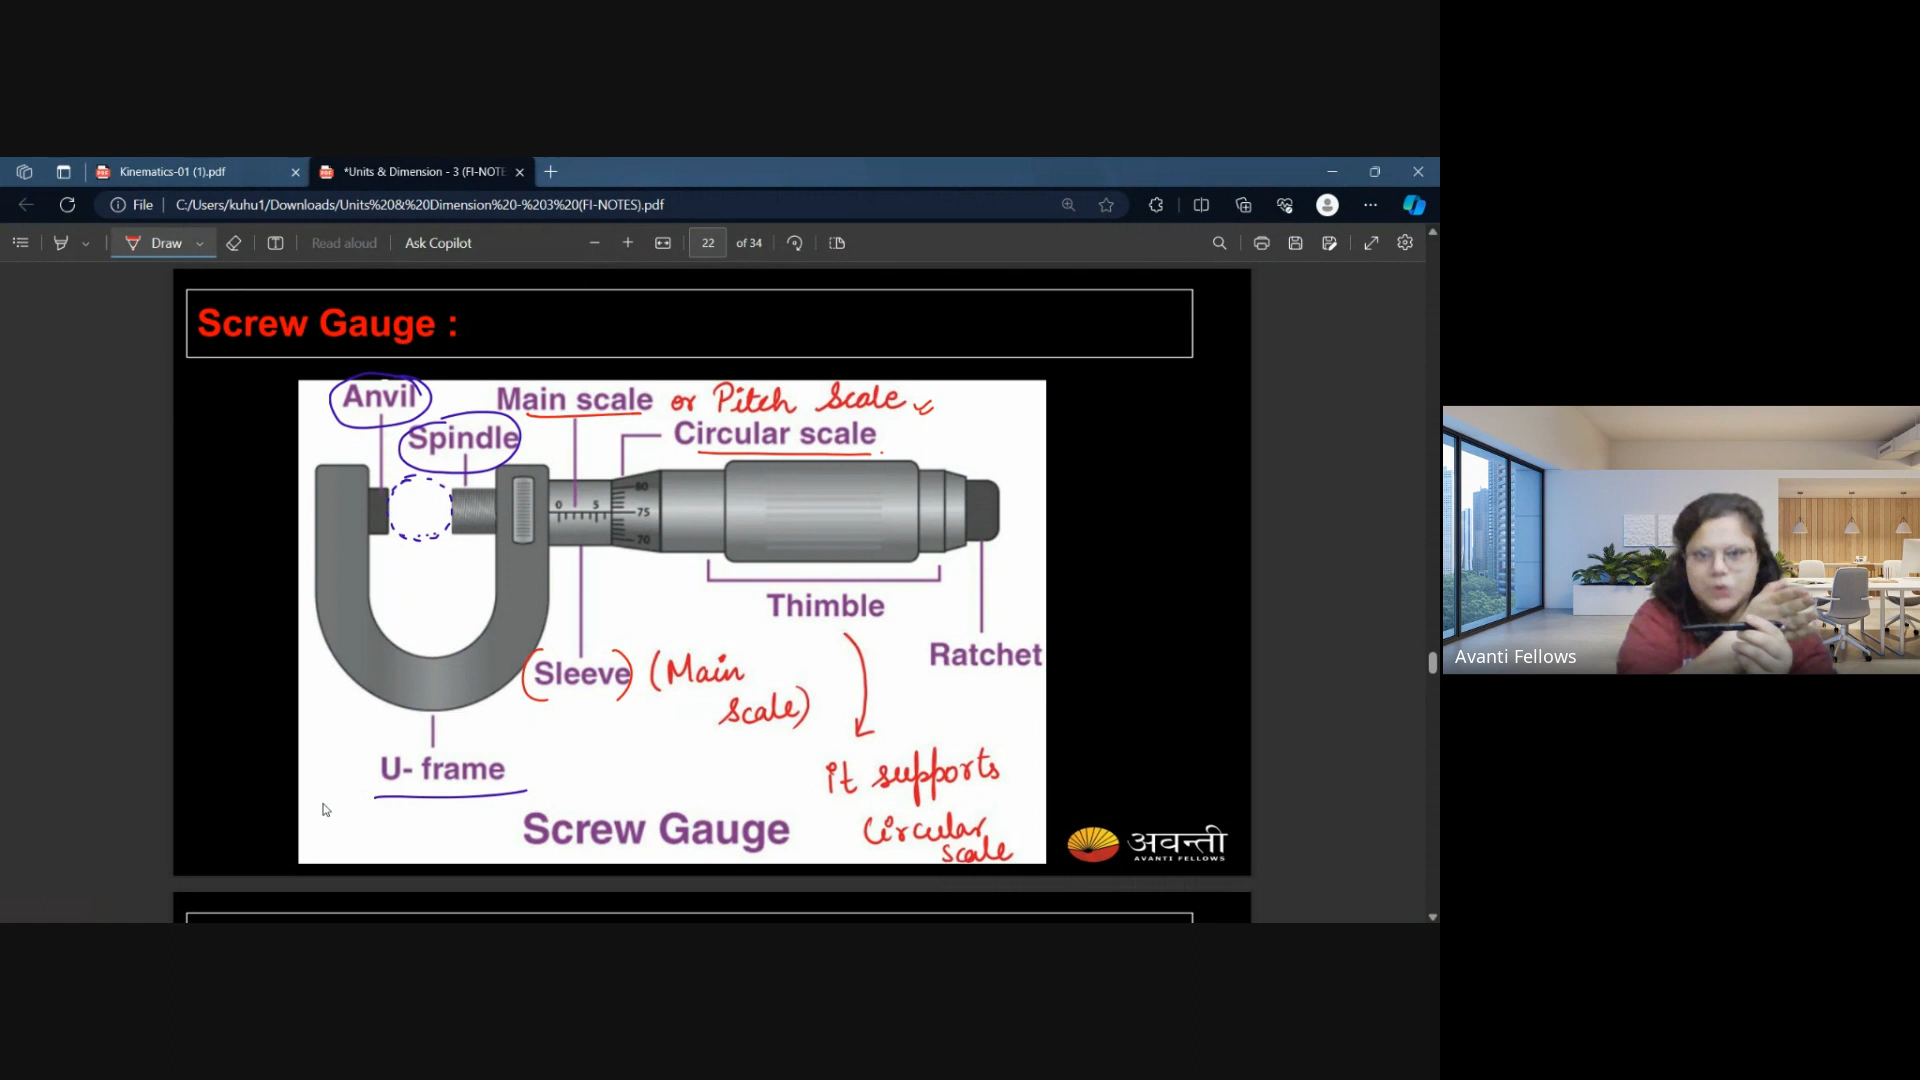 Kinematics-01 (1).pdf
*Units & Dimension - 3 (FI-NOTE
File
C:/Users/kuhu1/Downloads/Units%20&%20Dimension%20-%203%20(FI-NOTES).pdf
Draw
Read aloud
Ask Copilot
22 of 34
Screw Gauge :
Anvil
Main scale or Pitch Scale
Spindle
Circular scale
0 5
80
75
70
Thimble
Ratchet
(Sleeve) (Main
Scale)
it supports
U- frame
Circular
scale
Screw Gauge
अवन्ती
AVANTI FELLOWS
Avanti Fellows